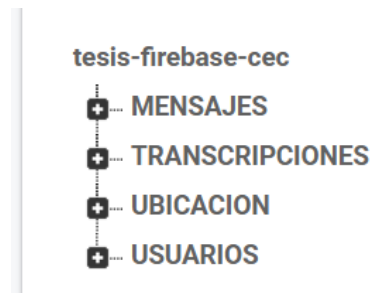 tesis-firebase-cec
MENSAJES
TRANSCRIPCIONES
UBICACION
USUARIOS